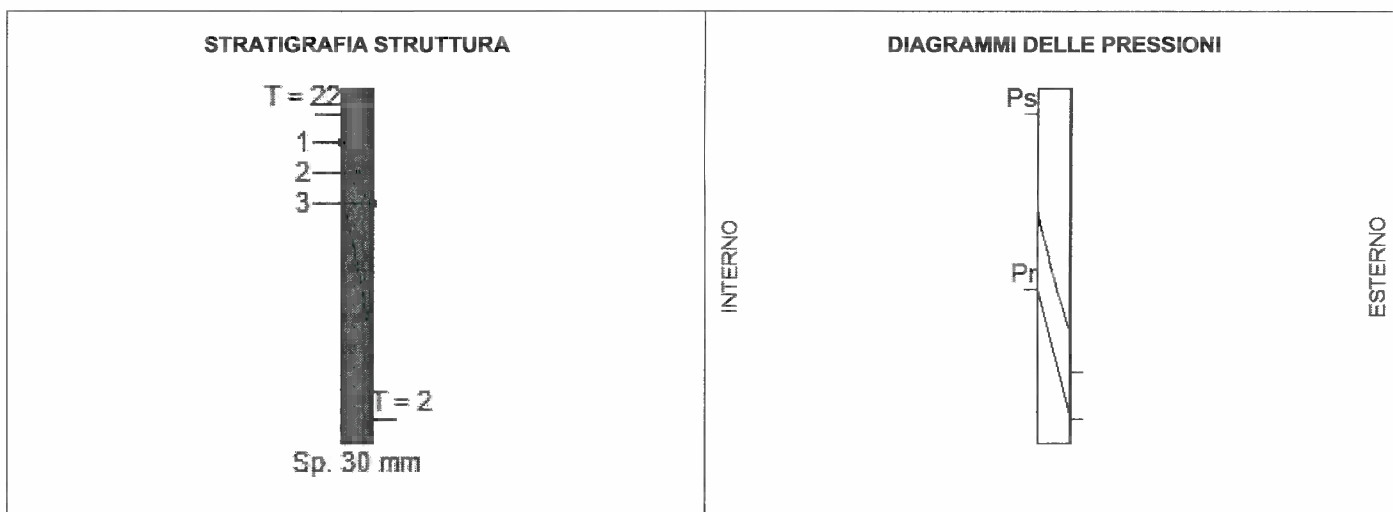 STRATIGRAFIA STRUTTURA
T = 22
1
2
3
T = 2
Sp. 30 mm
DIAGRAMMI DELLE PRESSIONI
INTERNO
Ps
Pr
ESTERNO